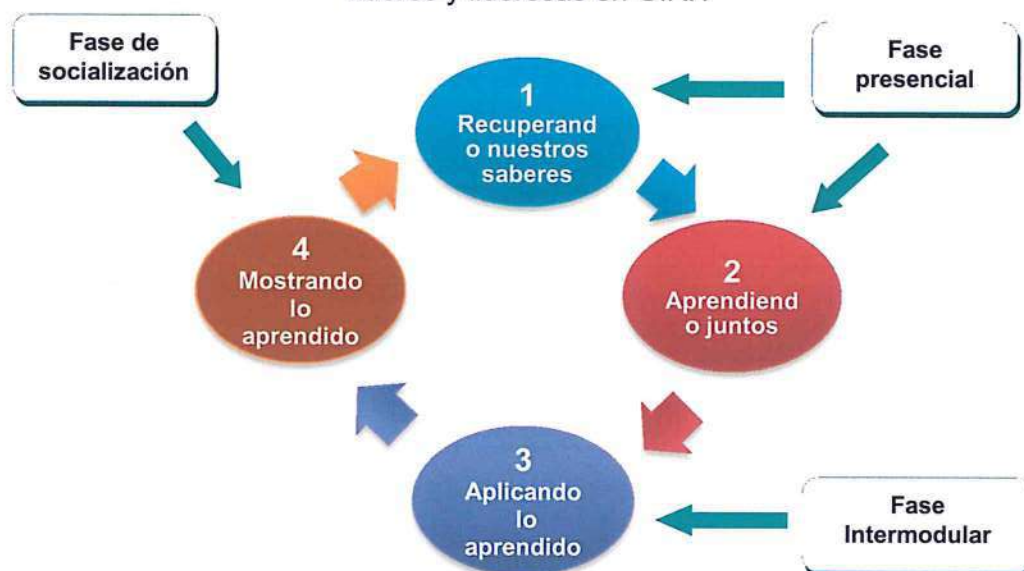 Fase de
socialización
Fase
presencial
1
Recuperand
o nuestros
saberes
2
Aprendiend
o juntos
3
Aplicando
lo
aprendido
4
Mostrando
lo
aprendido
Fase
Intermodular